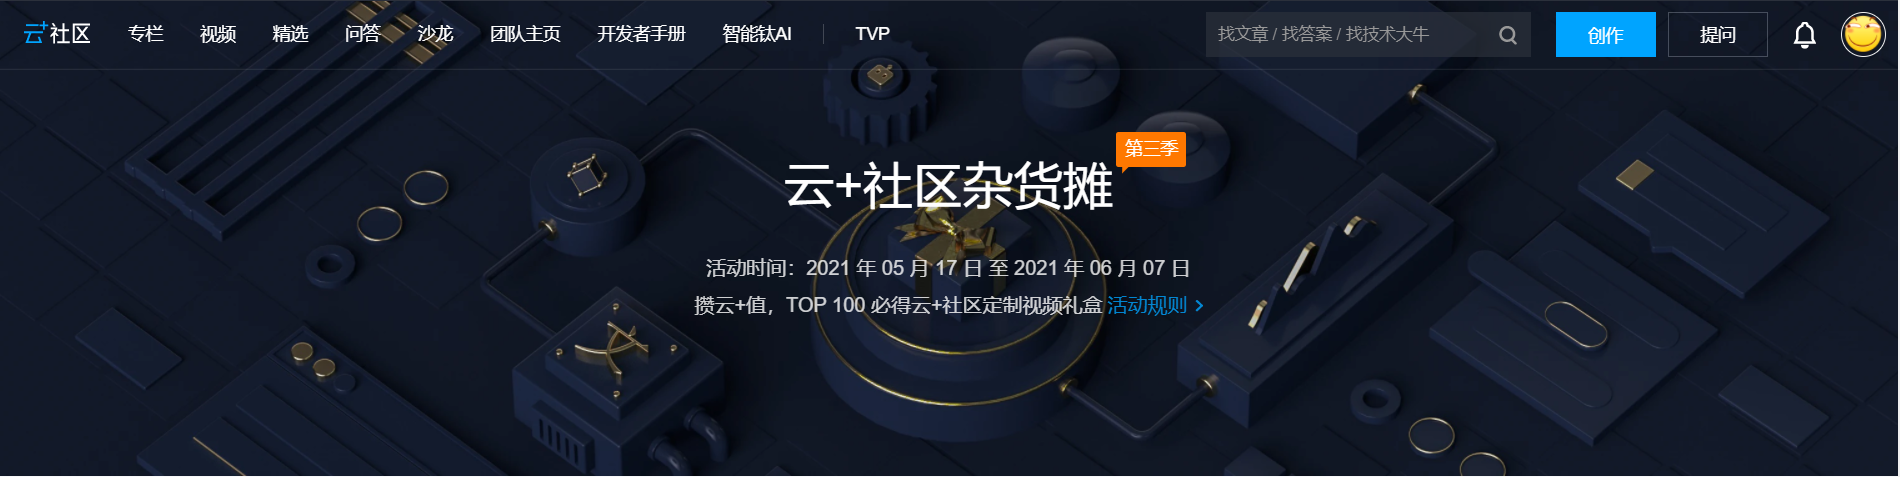 云+社区 专栏 视频 精选 问答 沙龙 团队主页 开发者手册 智能钛AI TVP 找文章 / 找答案 / 找技术大牛 创作 提问
第三季
云+社区杂货摊
活动时间：2021 年 05 月 17 日 至 2021 年 06 月 07 日
攒云+值，TOP 100 必得云+社区定制视频礼盒 活动规则 >